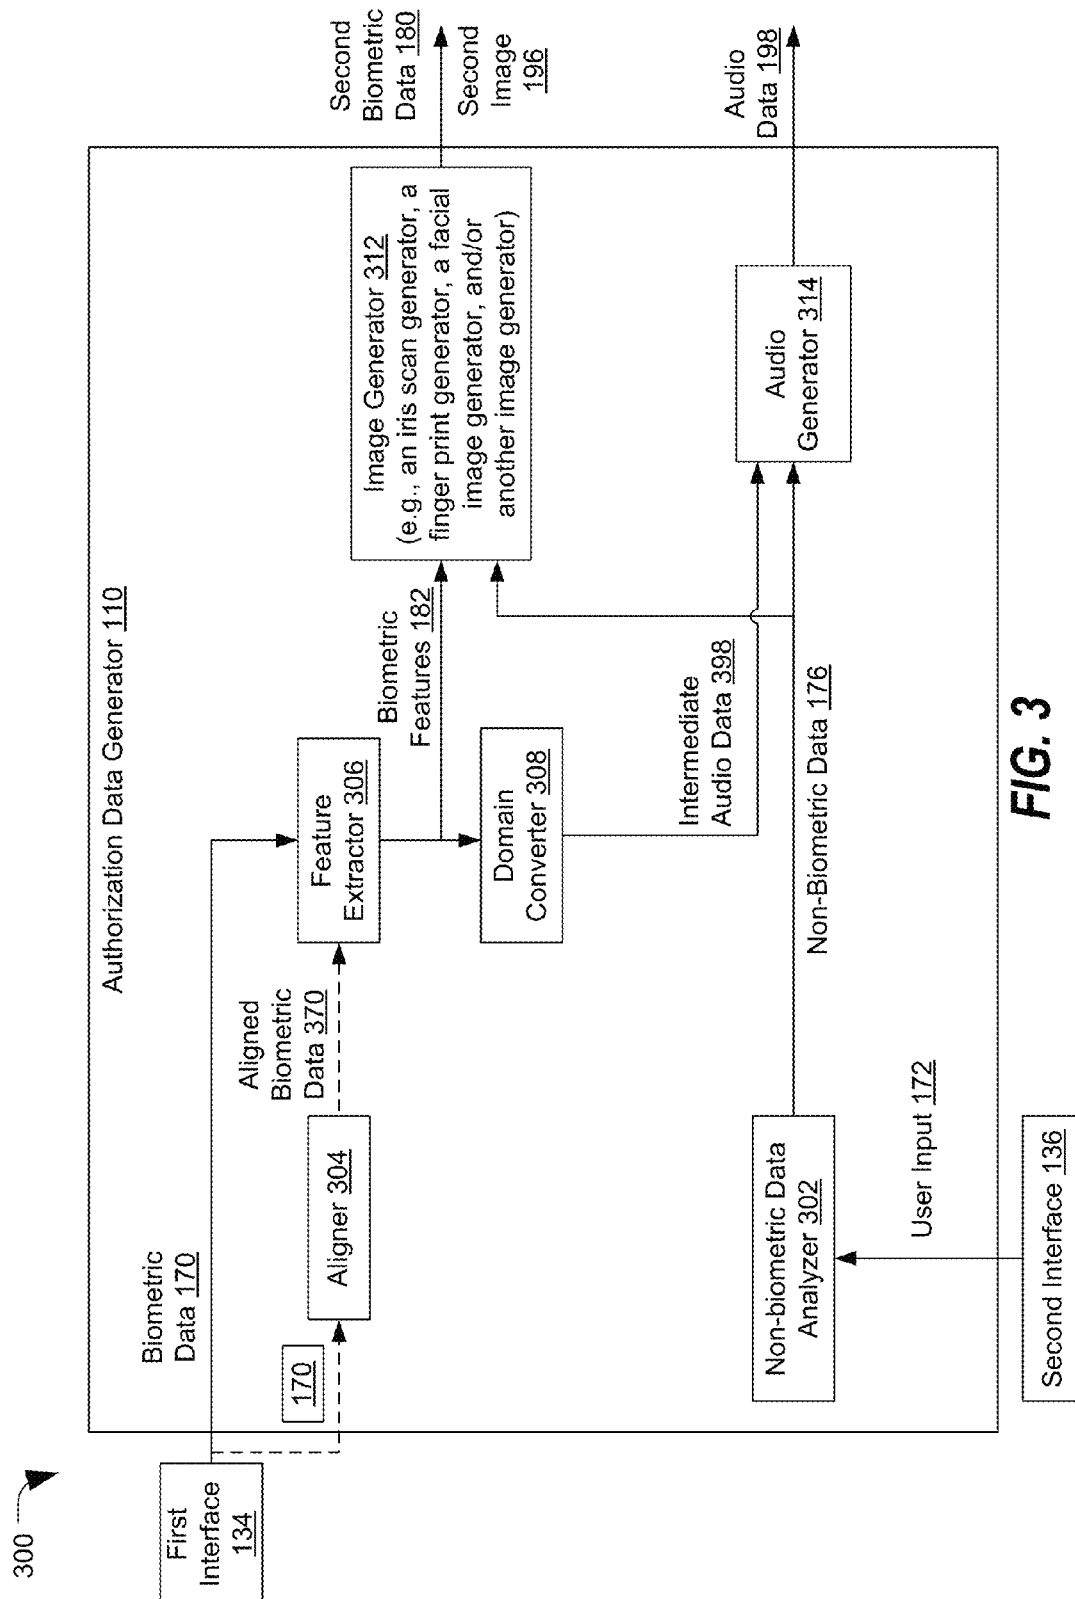 300
First
Interface
134
Authorization Data Generator 110
Biometric
Data 170
170
Aligner 304
Aligned
Biometric
Data 370
Feature
Extractor 306
Biometric
Features 182
Domain
Converter 308
Intermediate
Audio Data 398
Image Generator 312
(e.g., an iris scan generator, a
finger print generator, a facial
image generator, and/or
another image generator)
Second
Biometric
Data 180
Second
Image
196
Non-biometric Data
Analyzer 302
Non-Biometric Data 176
Audio
Generator 314
Audio
Data 198
User Input 172
Second Interface 136
FIG. 3